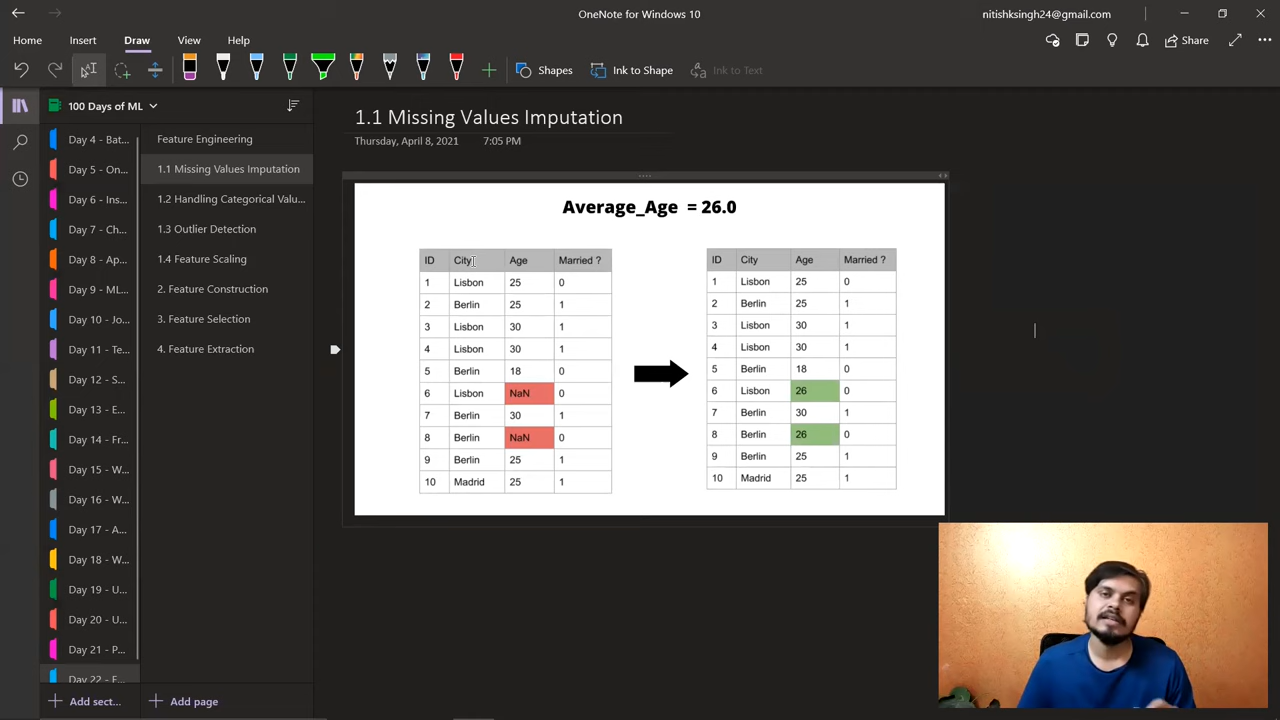 OneNote for Windows 10
nitishksingh24@gmail.com
Home
Insert
Draw
View
Help
Share
Shapes
Ink to Shape
Ink to Text
100 Days of ML
Day 4 - Bat...
Day 5 - On...
Day 6 - Ins...
Day 7 - Ch...
Day 8 - Ap...
Day 9 - ML...
Day 10 - Jo...
Day 11 - Te...
Day 12 - S...
Day 13 - E...
Day 14 - Fr...
Day 15 - W...
Day 16 - W...
Day 17 - A...
Day 18 - W...
Day 19 - U...
Day 20 - U...
Day 21 - P...
Day 22 - F...
Add sect...
Feature Engineering
1.1 Missing Values Imputation
1.2 Handling Categorical Valu...
1.3 Outlier Detection
1.4 Feature Scaling
2. Feature Construction
3. Feature Selection
4. Feature Extraction
Add page
1.1 Missing Values Imputation
Thursday, April 8, 2021 7:05 PM
Average_Age = 26.0
ID City Age Married ?
1 Lisbon 25 0
2 Berlin 25 1
3 Lisbon 30 1
4 Lisbon 30 1
5 Berlin 18 0
6 Lisbon NaN 0
7 Berlin 30 1
8 Berlin NaN 0
9 Berlin 25 1
10 Madrid 25 1
ID City Age Married ?
1 Lisbon 25 0
2 Berlin 25 1
3 Lisbon 30 1
4 Lisbon 30 1
5 Berlin 18 0
6 Lisbon 26 0
7 Berlin 30 1
8 Berlin 26 0
9 Berlin 25 1
10 Madrid 25 1